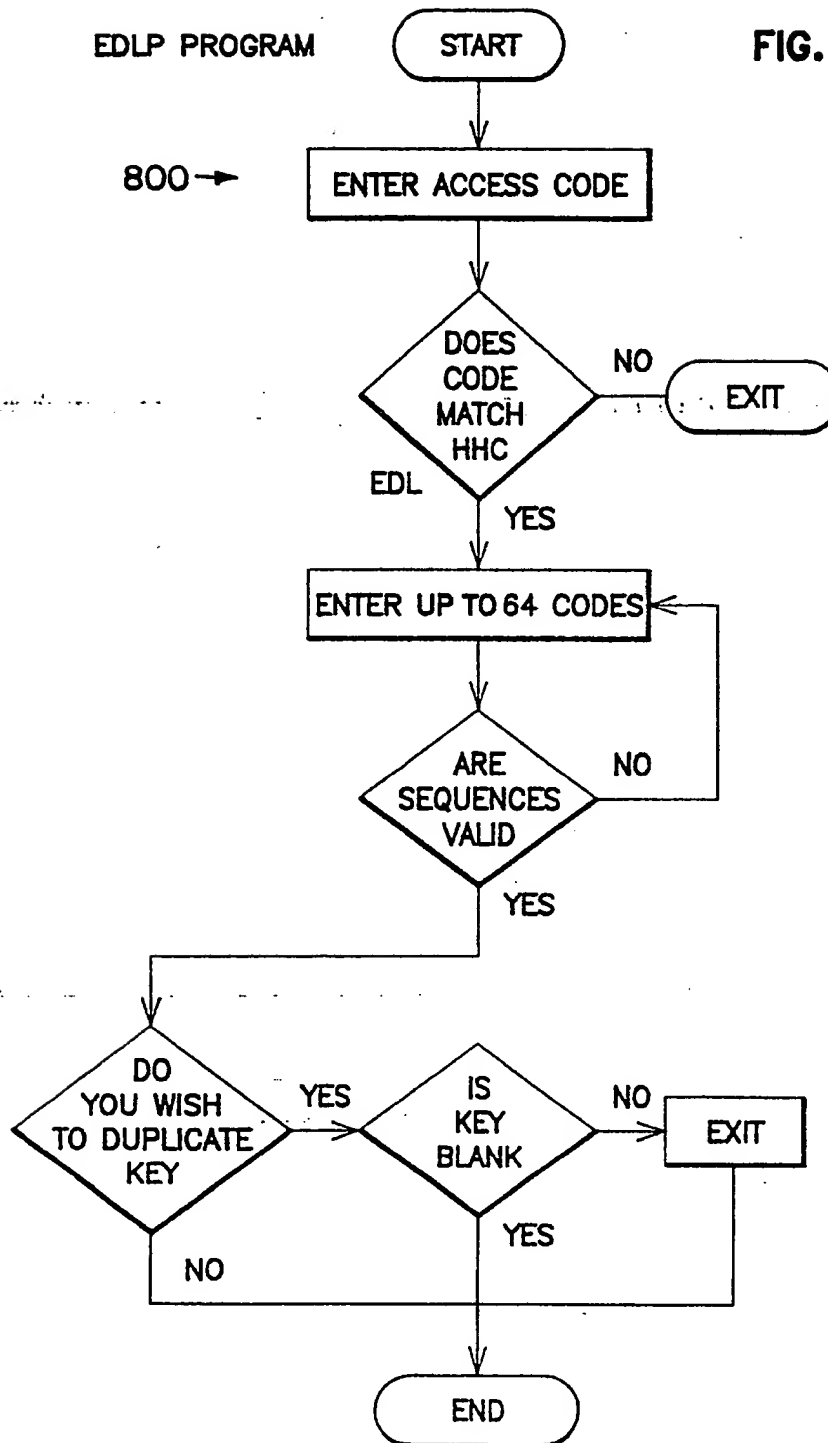 EDLP PROGRAM
START
FIG.
800
ENTER ACCESS CODE
DOES
CODE
MATCH
HHC
NO
EXIT
EDL
YES
ENTER UP TO 64 CODES
ARE
SEQUENCES
VALID
NO
YES
DO
YOU WISH
TO DUPLICATE
KEY
YES
IS
KEY
BLANK
NO
EXIT
NO
YES
END